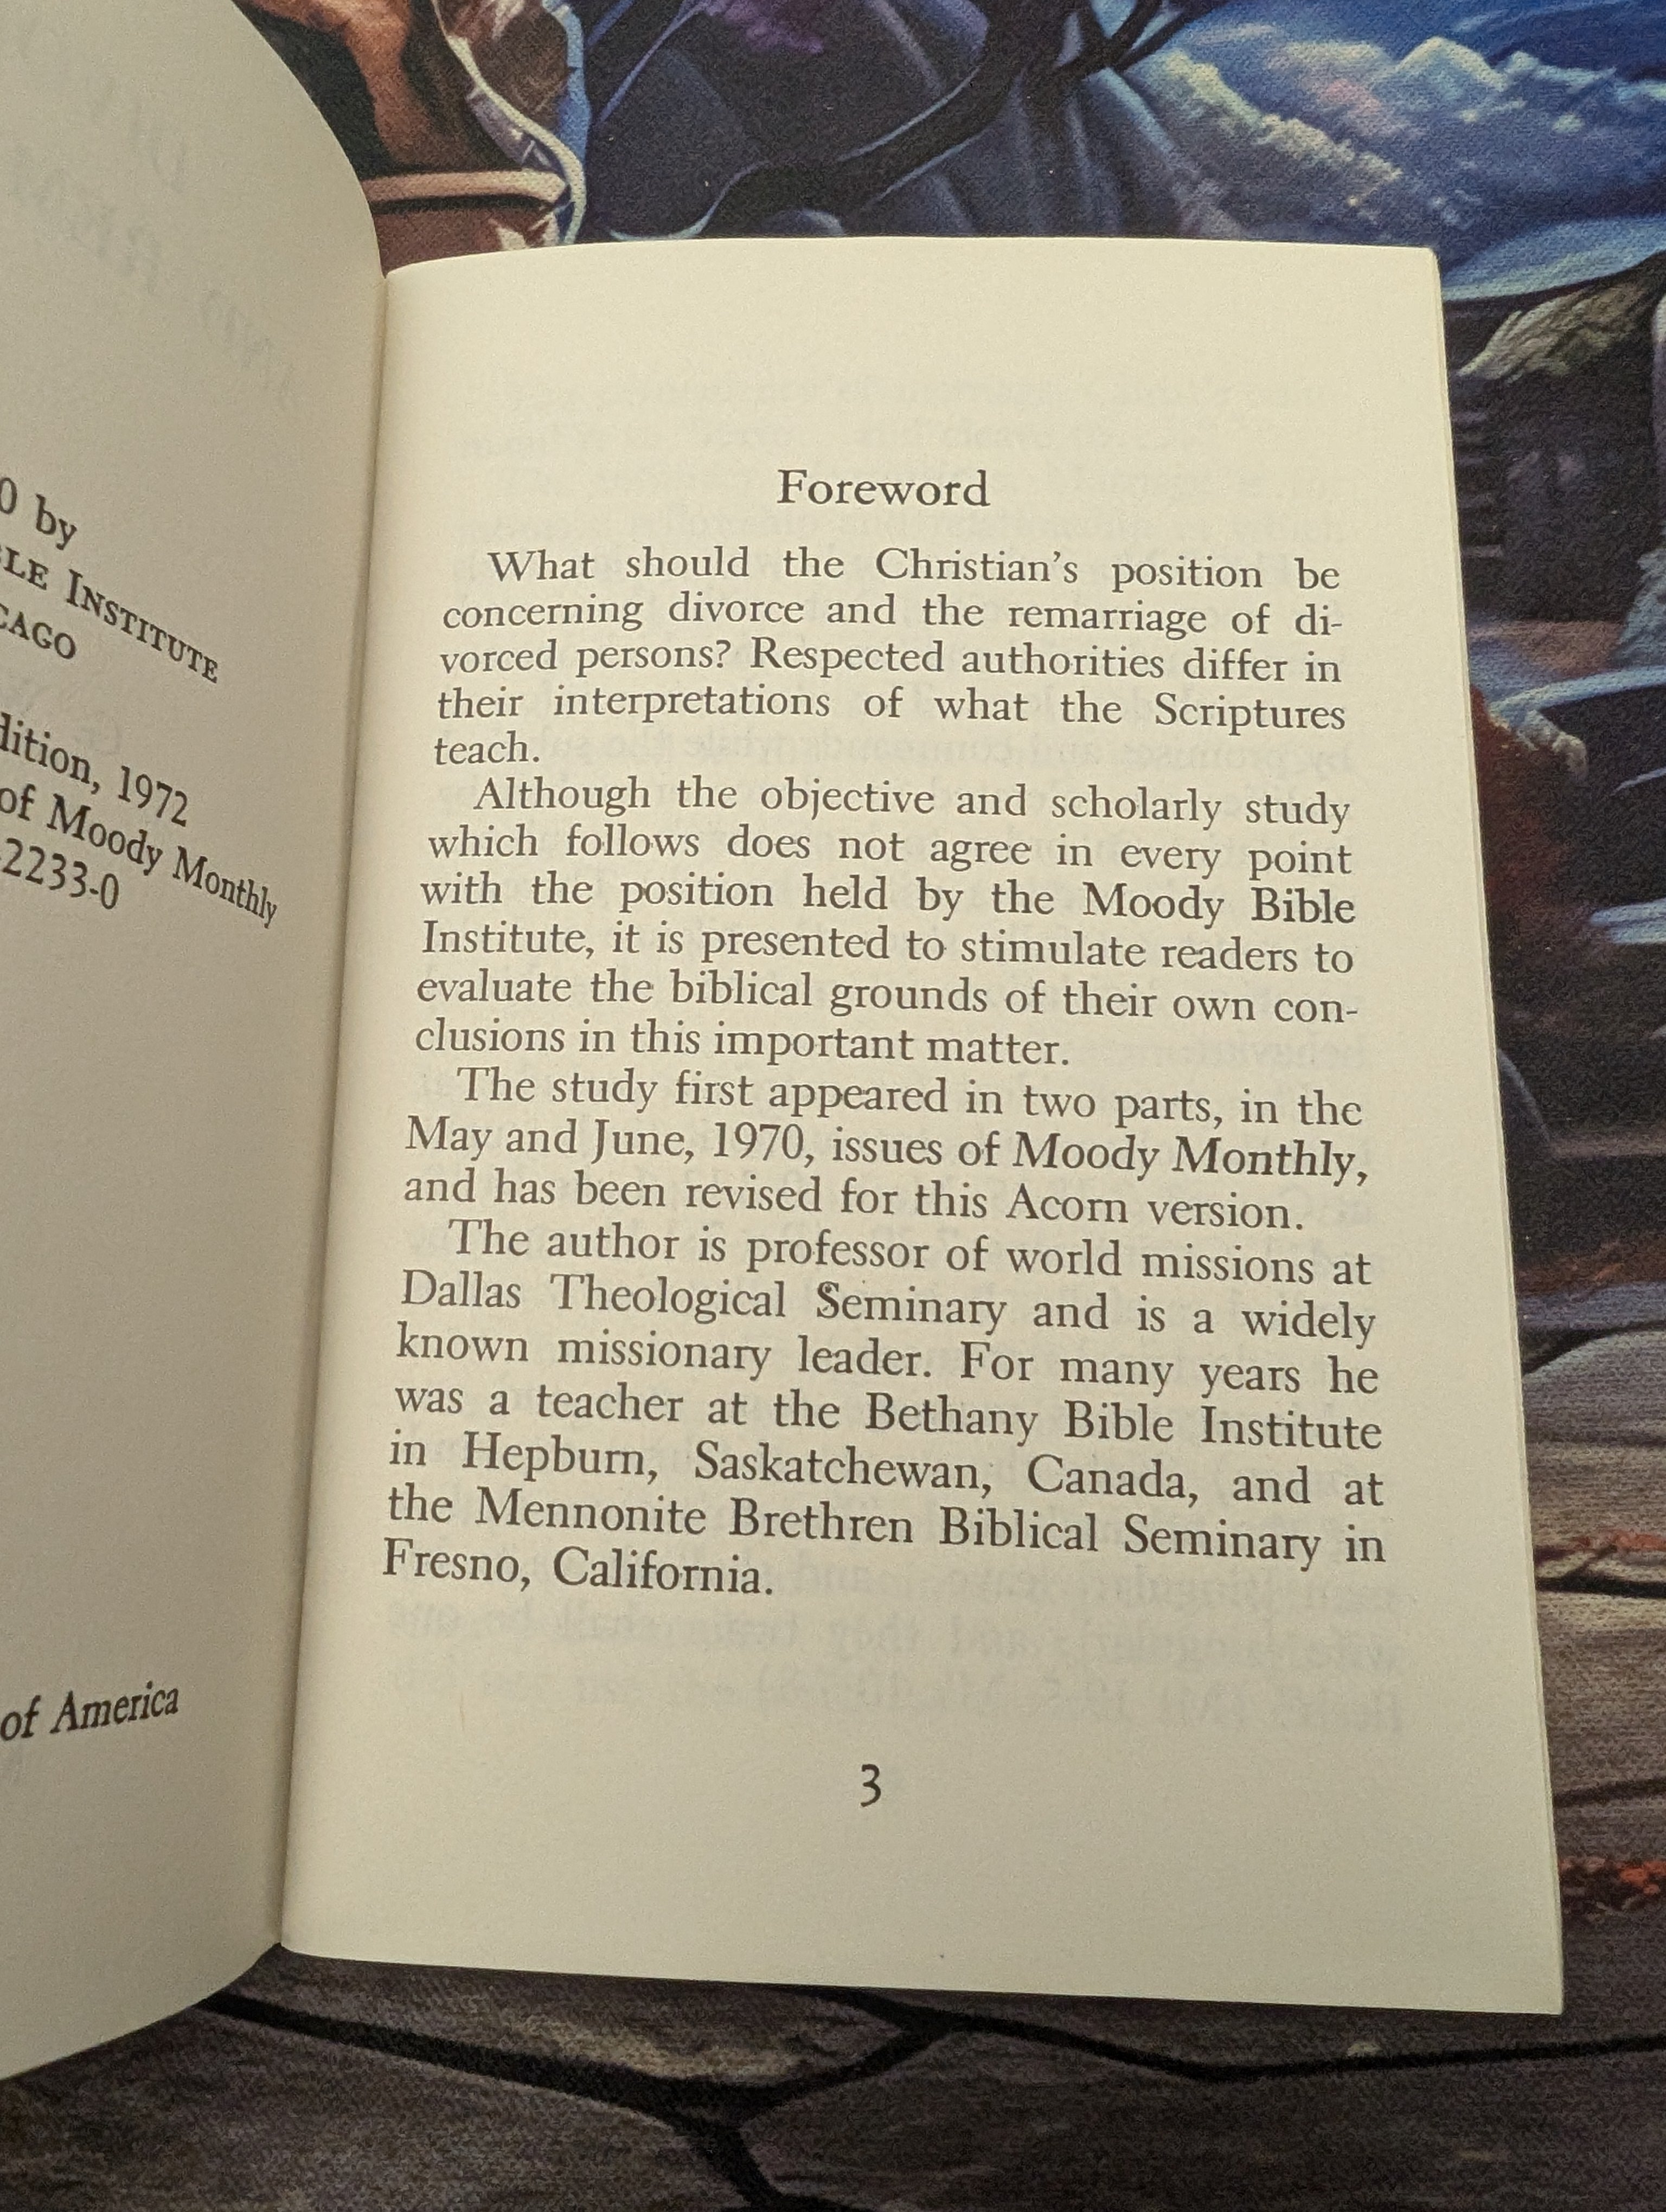 by
INSTITUTE
1972
of Moody Monthly
2233-0
of America
Foreword
What should the Christian's position be
concerning divorce and the remarriage of di-
vorced persons? Respected authorities differ in
their interpretations of what the Scriptures
teach.
Although the objective and scholarly study
which follows does not agree in every point
with the position held by the Moody Bible
Institute, it is presented to stimulate readers to
evaluate the biblical grounds of their own con-
clusions in this important matter.
The study first appeared in two parts, in the
May and June, 1970, issues of Moody Monthly,
and has been revised for this Acorn version.
The author is professor of world missions at
Dallas Theological Seminary and is a widely
known missionary leader. For many years he
was a teacher at the Bethany Bible Institute
in Hepburn, Saskatchewan, Canada, and at
the Mennonite Brethren Biblical Seminary in
Fresno, California.
3